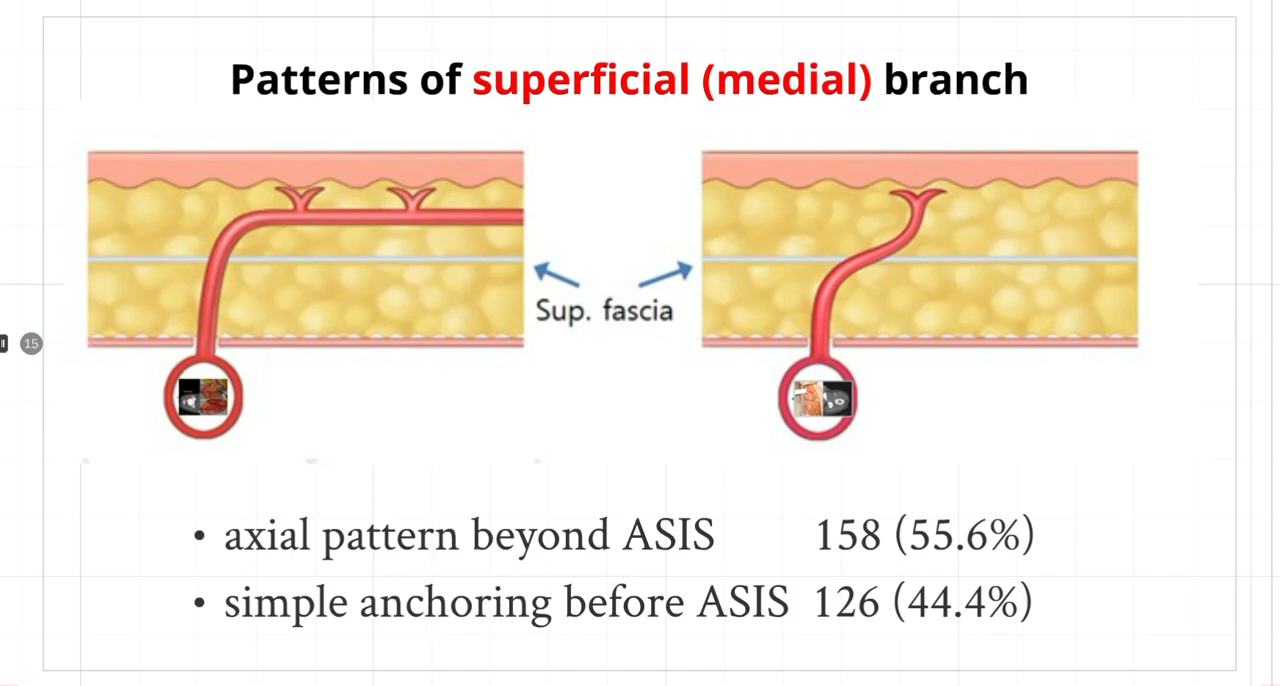 Patterns of superficial (medial) branch
Sup. fascia
15
• axial pattern beyond ASIS 158 (55.6%)
• simple anchoring before ASIS 126 (44.4%)